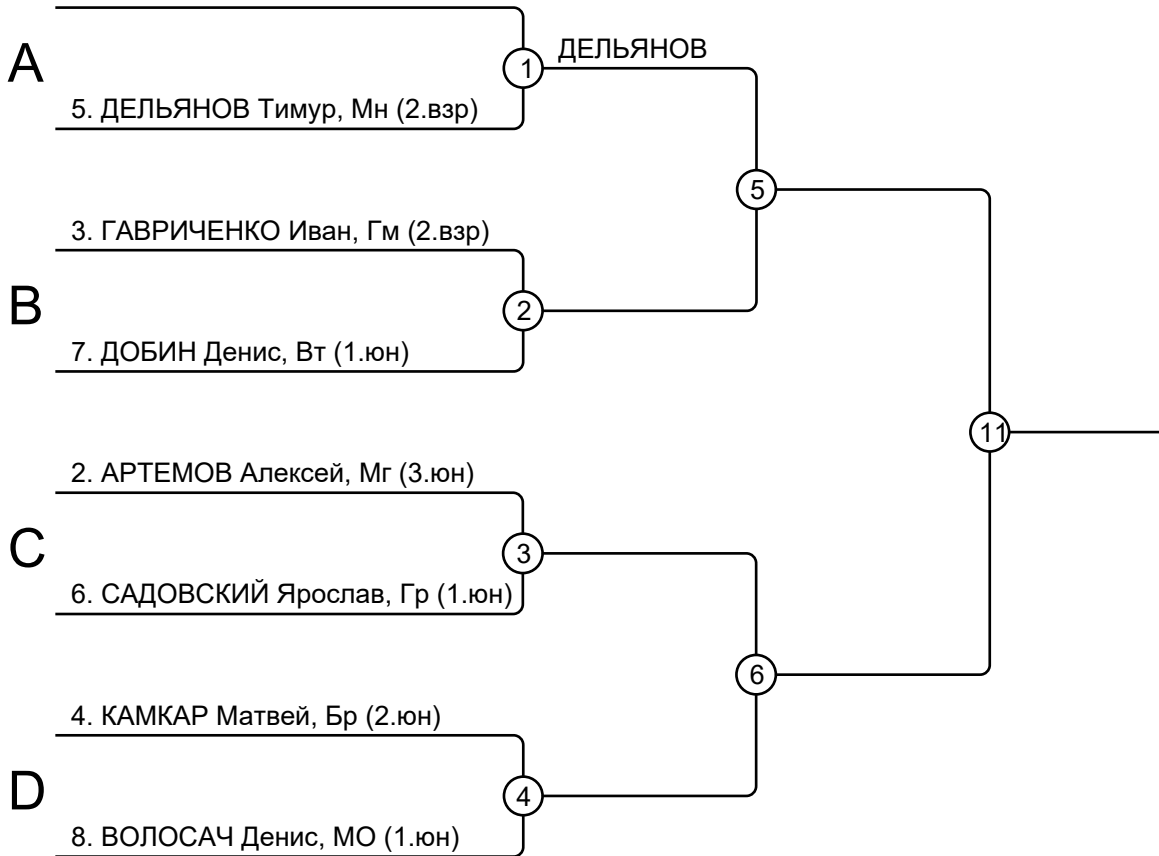 A
1
ДЕЛЬЯНОВ
5. ДЕЛЬЯНОВ Тимур, Мн (2.взр)
5
3. ГАВРИЧЕНКО Иван, Гм (2.взр)
B
2
7. ДОБИН Денис, Вт (1.юн)
11
2. АРТЕМОВ Алексей, Мг (3.юн)
C
3
6. САДОВСКИЙ Ярослав, Гр (1.юн)
6
4. КАМКАР Матвей, Бр (2.юн)
D
4
8. ВОЛОСАЧ Денис, МО (1.юн)